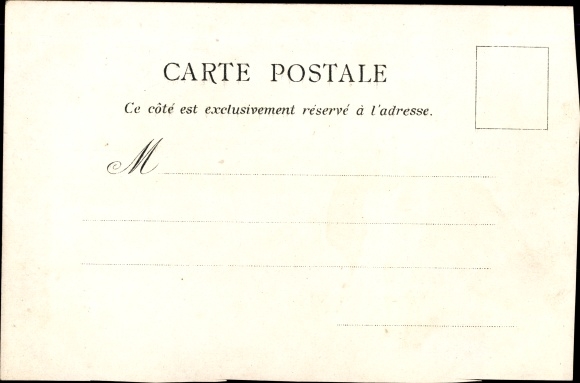 CARTE POSTALE
Ce côté est exclusivement réservé à l'adresse.
M